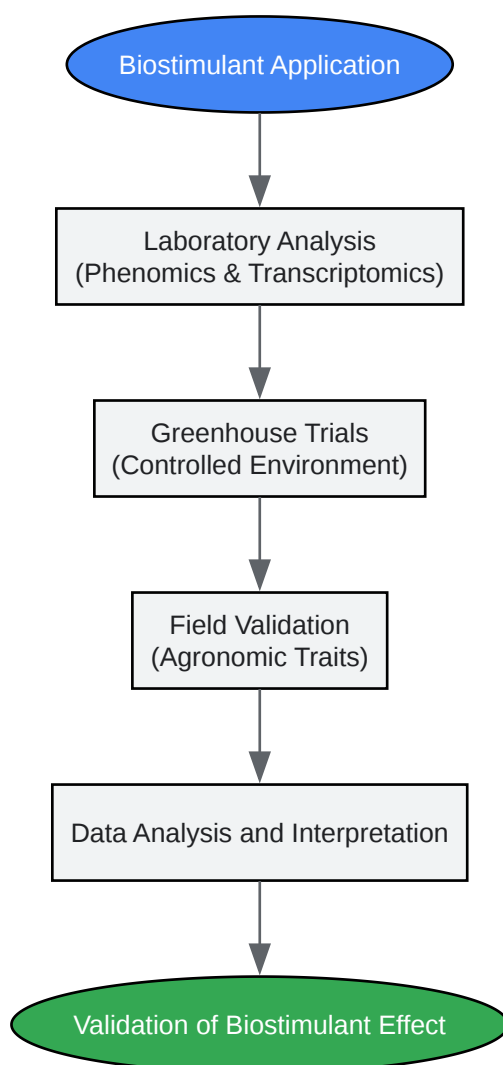 Biostimulant Application
Laboratory Analysis
(Phenomics & Transcriptomics)
Greenhouse Trials
(Controlled Environment)
Field Validation
(Agronomic Traits)
Data Analysis and Interpretation
Validation of Biostimulant Effect